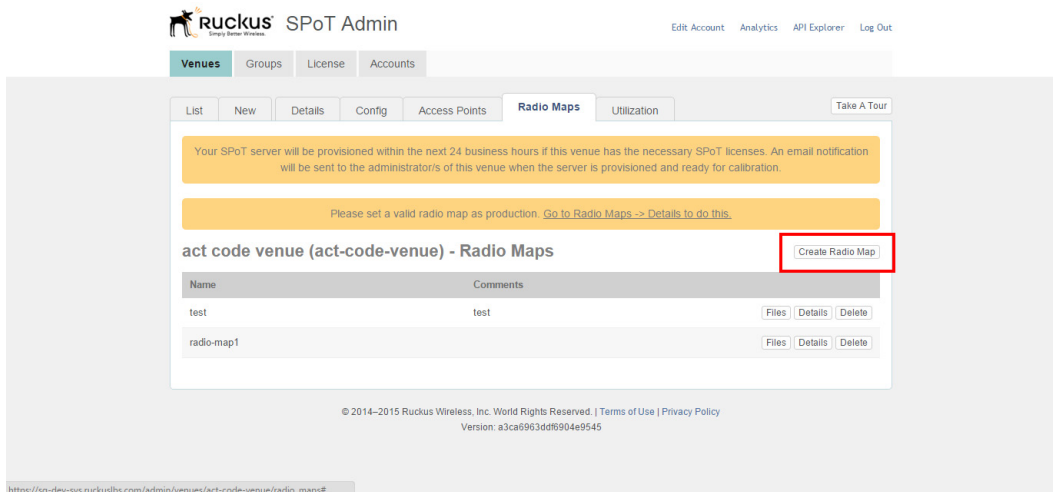 Ruckus SPoT Admin
Simply Better Wireless.
Edit Account Analytics API Explorer Log Out
Venues Groups License Accounts
List New Details Config Access Points Radio Maps Utilization Take A Tour
Your SPoT server will be provisioned within the next 24 business hours if this venue has the necessary SPoT licenses. An email notification
will be sent to the administrator/s of this venue when the server is provisioned and ready for calibration.
Please set a valid radio map as production. Go to Radio Maps -> Details to do this.
act code venue (act-code-venue) - Radio Maps Create Radio Map
Name Comments
test test Files Details Delete
radio-map1 Files Details Delete
© 2014–2015 Ruckus Wireless, Inc. World Rights Reserved. | Terms of Use | Privacy Policy
Version: a3ca6963ddf6904e9545
https://sg-dev-sys.ruckuslbs.com/admin/venues/act-code-venue/radio_maps#